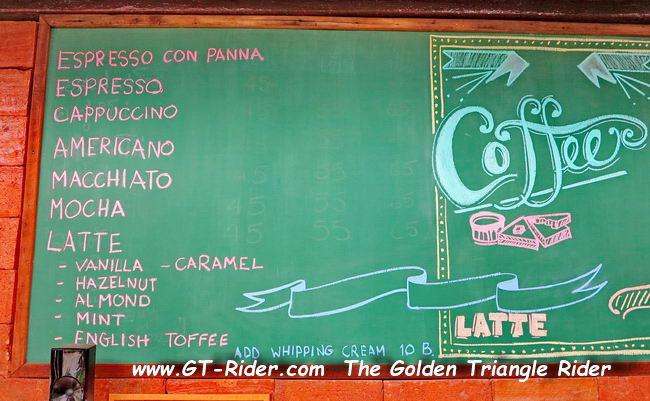 ESPRESSO CON PANNA
ESPRESSO
CAPPUCCINO
AMERICANO
MACCHIATO
MOCHA
LATTE
- VANILLA - CARAMEL
- HAZELNUT
- ALMOND
- MINT
- ENGLISH TOFFEE
ADD WHIPPING CREAM 10 B.
Coffee
LATTE
www.GT-Rider.com The Golden Triangle Rider